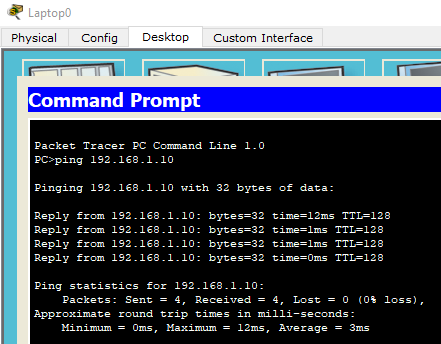 Laptop0
Physical Config Desktop Custom Interface
Command Prompt
Packet Tracer PC Command Line 1.0
PC>ping 192.168.1.10
Pinging 192.168.1.10 with 32 bytes of data:
Reply from 192.168.1.10: bytes=32 time=12ms TTL=128
Reply from 192.168.1.10: bytes=32 time=1ms TTL=128
Reply from 192.168.1.10: bytes=32 time=1ms TTL=128
Reply from 192.168.1.10: bytes=32 time=0ms TTL=128
Ping statistics for 192.168.1.10:
Packets: Sent = 4, Received = 4, Lost = 0 (0% loss),
Approximate round trip times in milli-seconds:
Minimum = 0ms, Maximum = 12ms, Average = 3ms